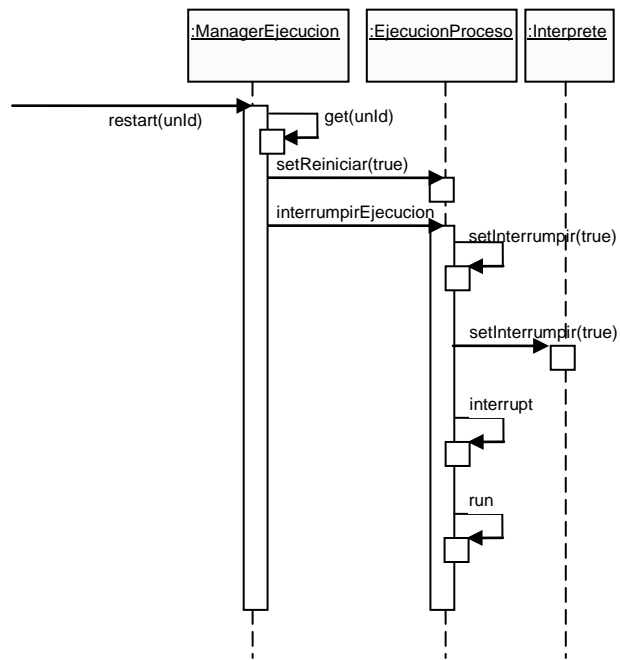 :ManagerEjecucion
:EjecucionProceso
:Interprete
restart(unId)
get(unId)
setReiniciar(true)
interrumpirEjecucion
setInterrumpir(true)
setInterrumpir(true)
interrupt
run